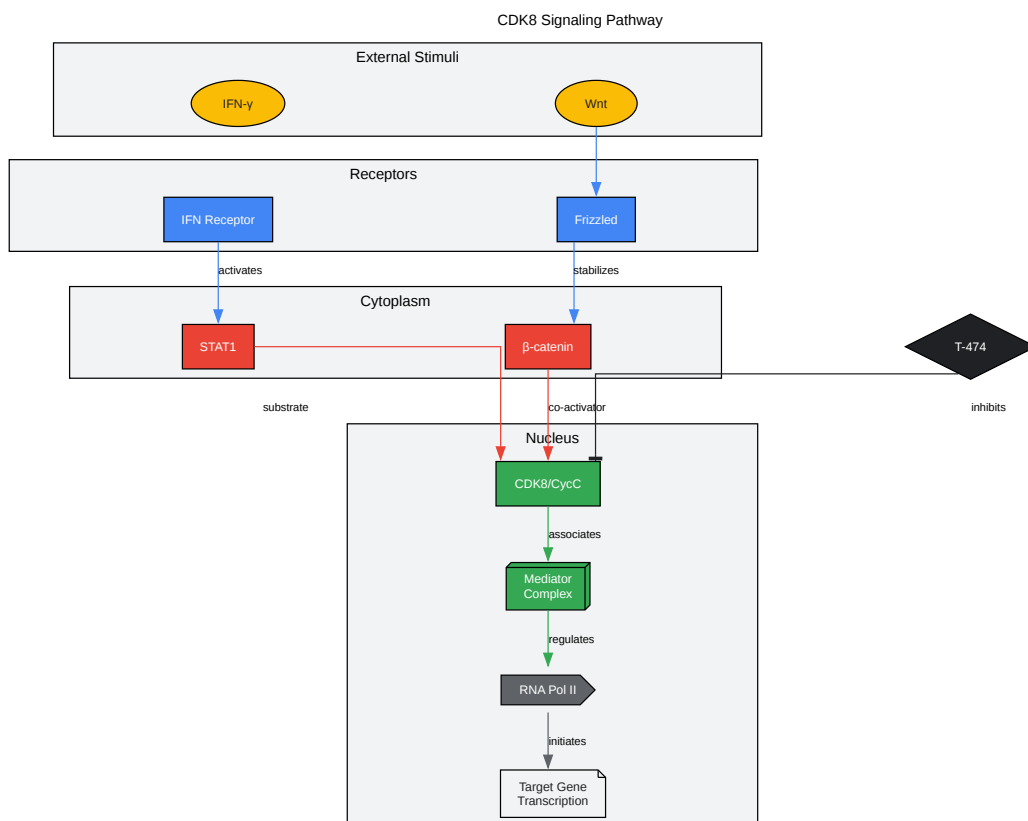 CDK8 Signaling Pathway
External Stimuli
IFN-γ
Wnt
Receptors
IFN Receptor
Frizzled
activates
stabilizes
Cytoplasm
STAT1
β-catenin
T-474
substrate
co-activator
inhibits
Nucleus
CDK8/CycC
associates
Mediator
Complex
regulates
RNA Pol II
initiates
Target Gene
Transcription